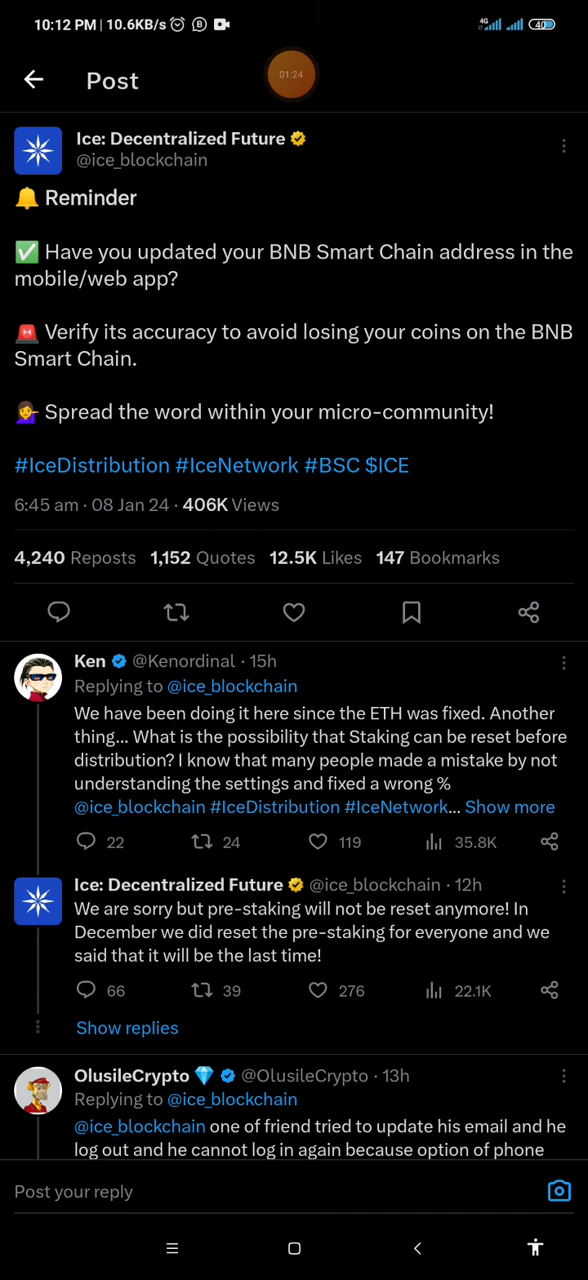 10:12 PM | 10.6KB/s
4G
40
Post
01:24
Ice: Decentralized Future
@ice_blockchain
🔔 Reminder
✅ Have you updated your BNB Smart Chain address in the
mobile/web app?
🚨 Verify its accuracy to avoid losing your coins on the BNB
Smart Chain.
💁‍♀️ Spread the word within your micro-community!
#IceDistribution #IceNetwork #BSC $ICE
6:45 am · 08 Jan 24 · 406K Views
4,240 Reposts 1,152 Quotes 12.5K Likes 147 Bookmarks
Ken @Kenordinal · 15h
Replying to @ice_blockchain
We have been doing it here since the ETH was fixed. Another
thing... What is the possibility that Staking can be reset before
distribution? I know that many people made a mistake by not
understanding the settings and fixed a wrong %
@ice_blockchain #IceDistribution #IceNetwork... Show more
22 24 119 35.8K
Ice: Decentralized Future @ice_blockchain · 12h
We are sorry but pre-staking will not be reset anymore! In
December we did reset the pre-staking for everyone and we
said that it will be the last time!
66 39 276 22.1K
Show replies
OlusileCrypto 💎 @OlusileCrypto · 13h
Replying to @ice_blockchain
@ice_blockchain one of friend tried to update his email and he
log out and he cannot log in again because option of phone
Post your reply